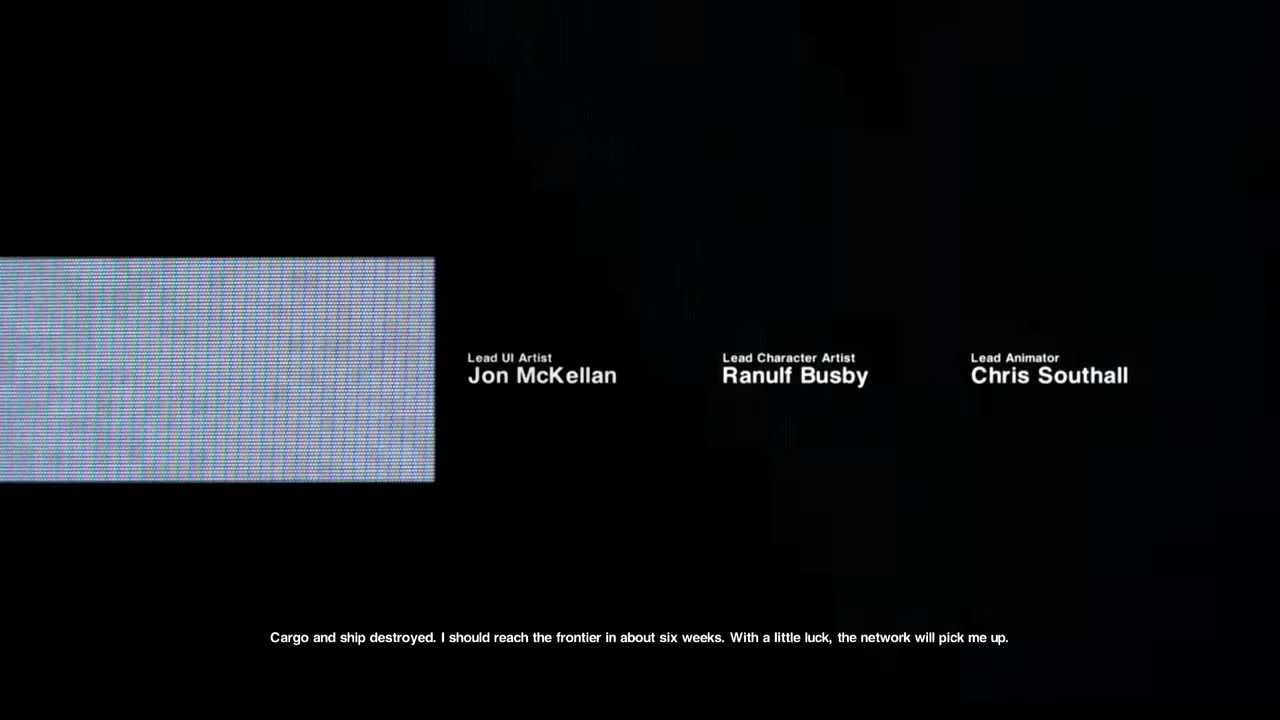 Lead UI Artist
Jon McKellan
Lead Character Artist
Ranulf Busby
Lead Animator
Chris Southall
Cargo and ship destroyed. I should reach the frontier in about six weeks. With a little luck, the network will pick me up.